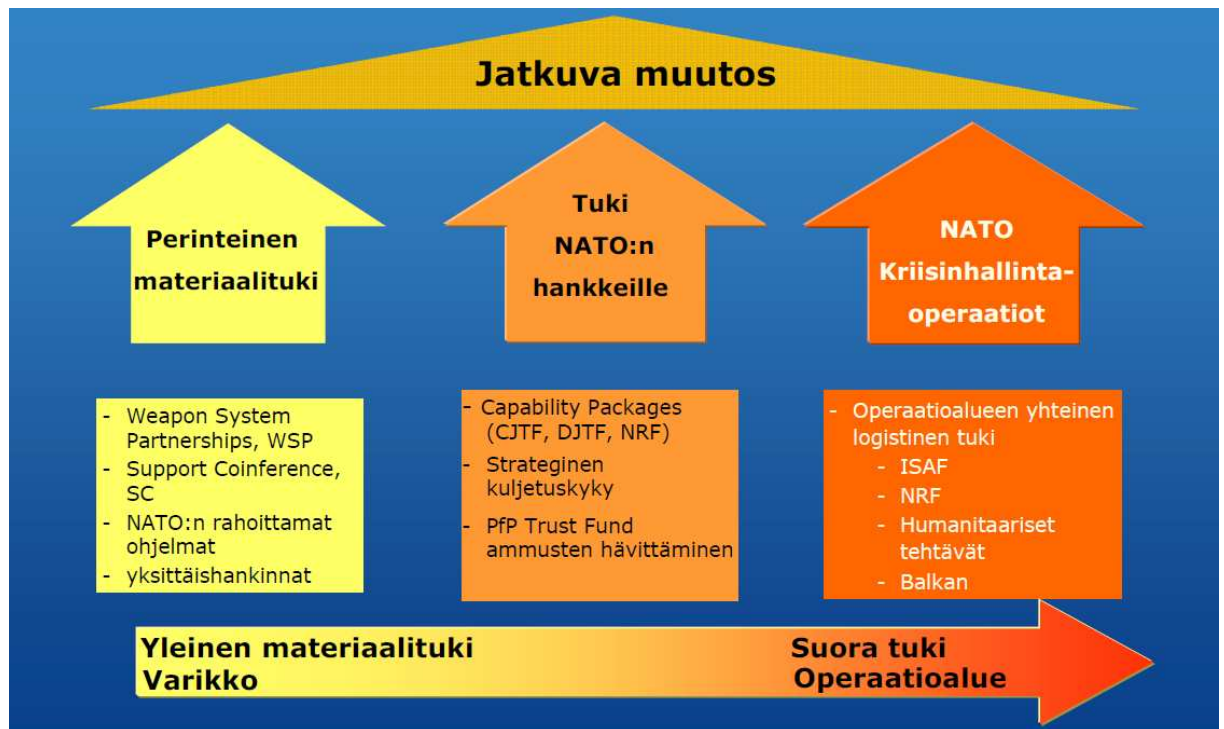 Jatkuva muutos
Perinteinen
materiaalituki
Tuki
NATO:n
hankkeille
NATO
Kriisinhallinta-
operaatiot
- Weapon System
Partnerships, WSP
- Support Coinference,
SC
- NATO:n rahoittamat
ohjelmat
- yksittäishankinnat
- Capability Packages
(CJTF, DJTF, NRF)
- Strateginen
kuljetuskyky
- PfP Trust Fund
ammusten hävittäminen
- Operaatioalueen yhteinen
logistinen tuki
- ISAF
- NRF
- Humanitaariset
tehtävät
- Balkan
Yleinen materiaalituki
Varikko
Suora tuki
Operaatioalue